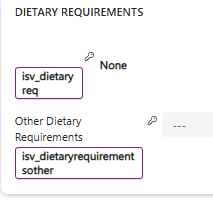 DIETARY REQUIREMENTS
None
isv_dietary
req
Other Dietary
Requirements
---
isv_dietaryrequirement
sother